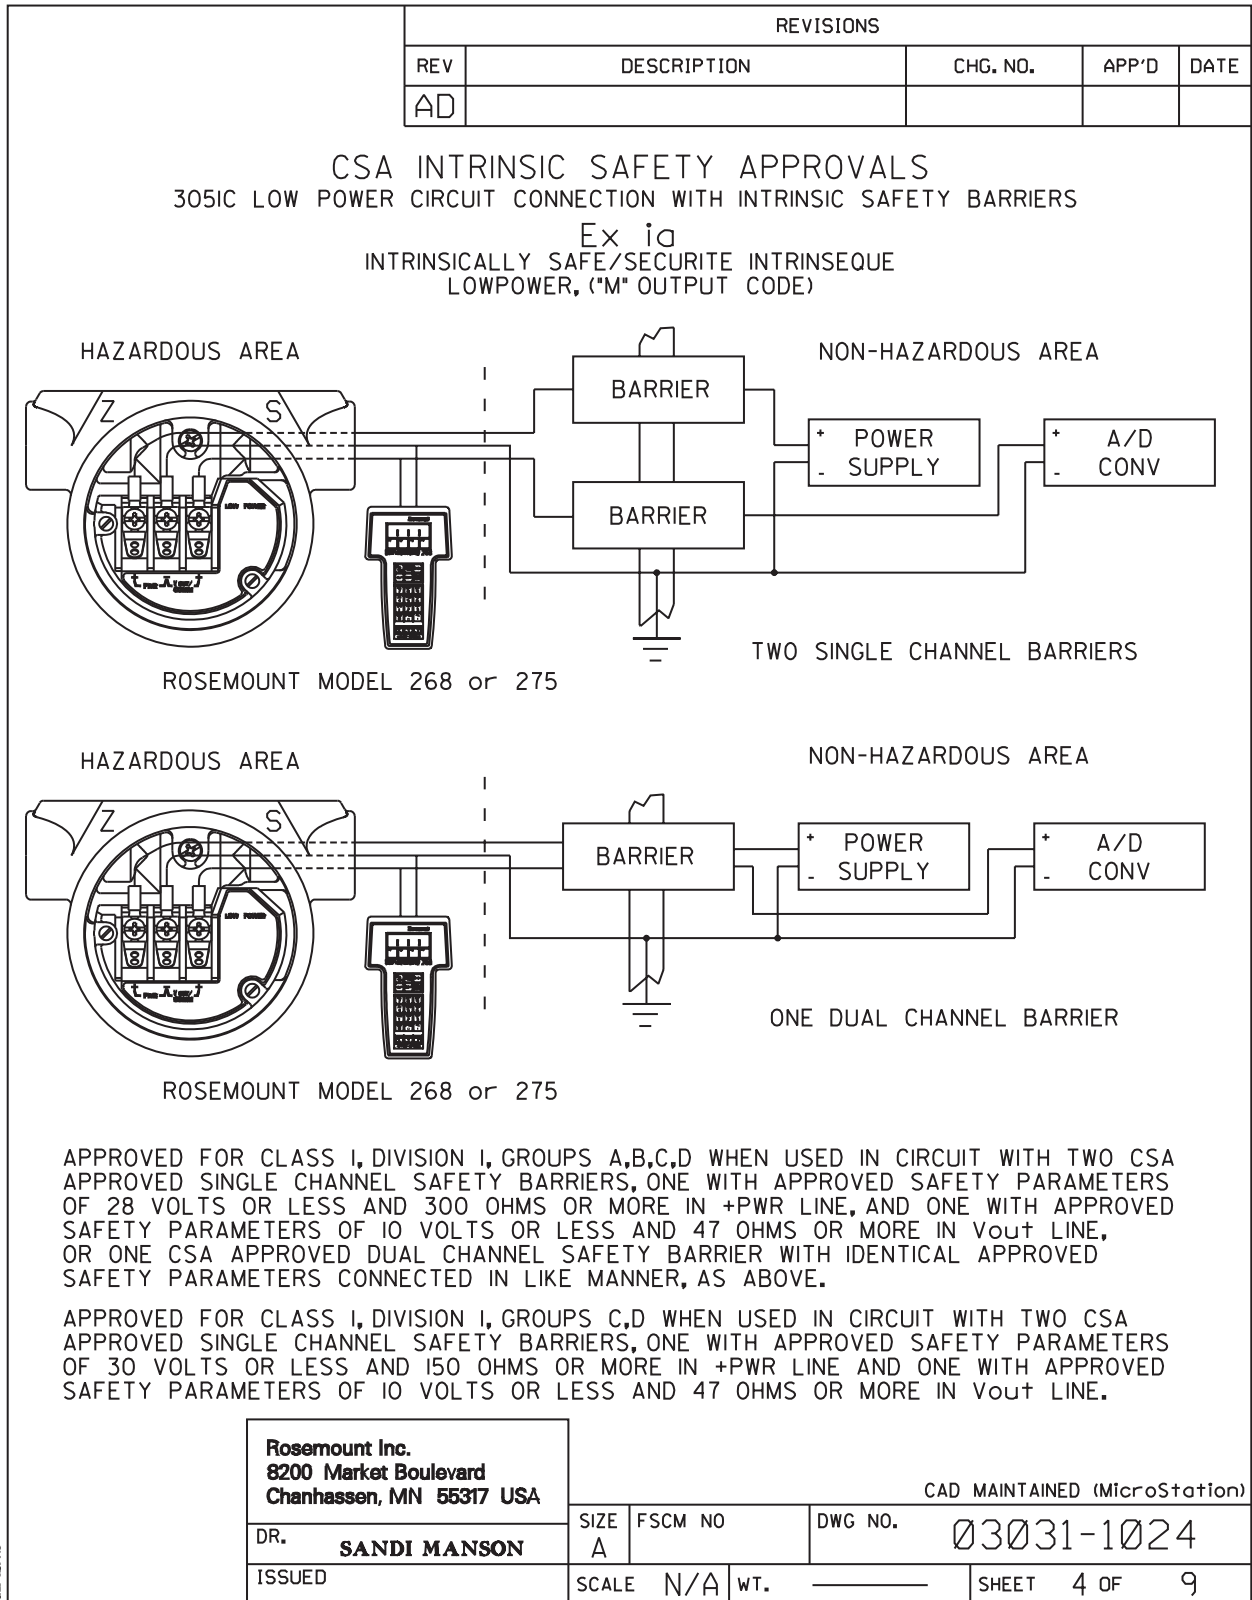 REVISIONS
REV DESCRIPTION CHG. NO. APP'D DATE
AD
CSA INTRINSIC SAFETY APPROVALS
3051C LOW POWER CIRCUIT CONNECTION WITH INTRINSIC SAFETY BARRIERS
Ex ia
INTRINSICALLY SAFE/SECURITE INTRINSEQUE
LOWPOWER, ("M" OUTPUT CODE)
HAZARDOUS AREA
NON-HAZARDOUS AREA
Z S
BARRIER
+ POWER
- SUPPLY
+ A/D
- CONV
BARRIER
LOW POWER
Rosemount
TWO SINGLE CHANNEL BARRIERS
ROSEMOUNT MODEL 268 or 275
HAZARDOUS AREA
NON-HAZARDOUS AREA
Z S
BARRIER
+ POWER
- SUPPLY
+ A/D
- CONV
LOW POWER
Rosemount
ONE DUAL CHANNEL BARRIER
ROSEMOUNT MODEL 268 or 275
APPROVED FOR CLASS I, DIVISION I, GROUPS A,B,C,D WHEN USED IN CIRCUIT WITH TWO CSA
APPROVED SINGLE CHANNEL SAFETY BARRIERS, ONE WITH APPROVED SAFETY PARAMETERS
OF 28 VOLTS OR LESS AND 300 OHMS OR MORE IN +PWR LINE, AND ONE WITH APPROVED
SAFETY PARAMETERS OF 10 VOLTS OR LESS AND 47 OHMS OR MORE IN Vout LINE,
OR ONE CSA APPROVED DUAL CHANNEL SAFETY BARRIER WITH IDENTICAL APPROVED
SAFETY PARAMETERS CONNECTED IN LIKE MANNER, AS ABOVE.
APPROVED FOR CLASS I, DIVISION I, GROUPS C,D WHEN USED IN CIRCUIT WITH TWO CSA
APPROVED SINGLE CHANNEL SAFETY BARRIERS, ONE WITH APPROVED SAFETY PARAMETERS
OF 30 VOLTS OR LESS AND 150 OHMS OR MORE IN +PWR LINE AND ONE WITH APPROVED
SAFETY PARAMETERS OF 10 VOLTS OR LESS AND 47 OHMS OR MORE IN Vout LINE.
Rosemount Inc.
8200 Market Boulevard
Chanhassen, MN 55317 USA
CAD MAINTAINED (MicroStation)
DR. SANDI MANSON
SIZE A
FSCM NO
DWG NO. 03031-1024
ISSUED
SCALE N/A WT.
SHEET 4 OF 9